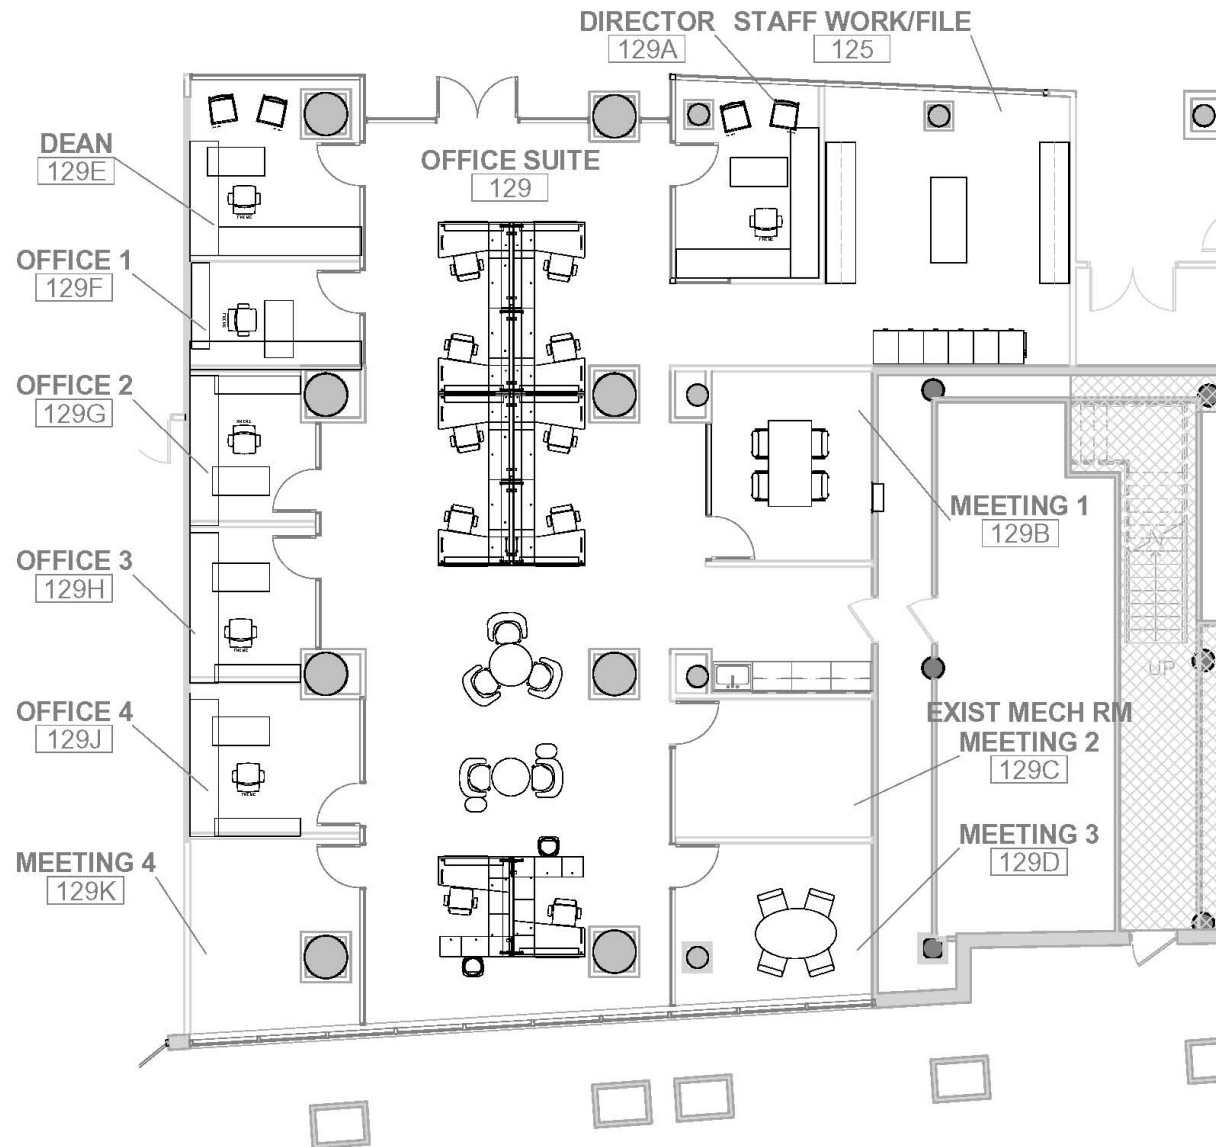 DIRECTOR
129A
STAFF WORK/FILE
125
DEAN
129E
OFFICE SUITE
129
OFFICE 1
129F
OFFICE 2
129G
MEETING 1
129B
OFFICE 3
129H
UP
OFFICE 4
129J
EXIST MECH RM
MEETING 2
129C
MEETING 3
129D
MEETING 4
129K